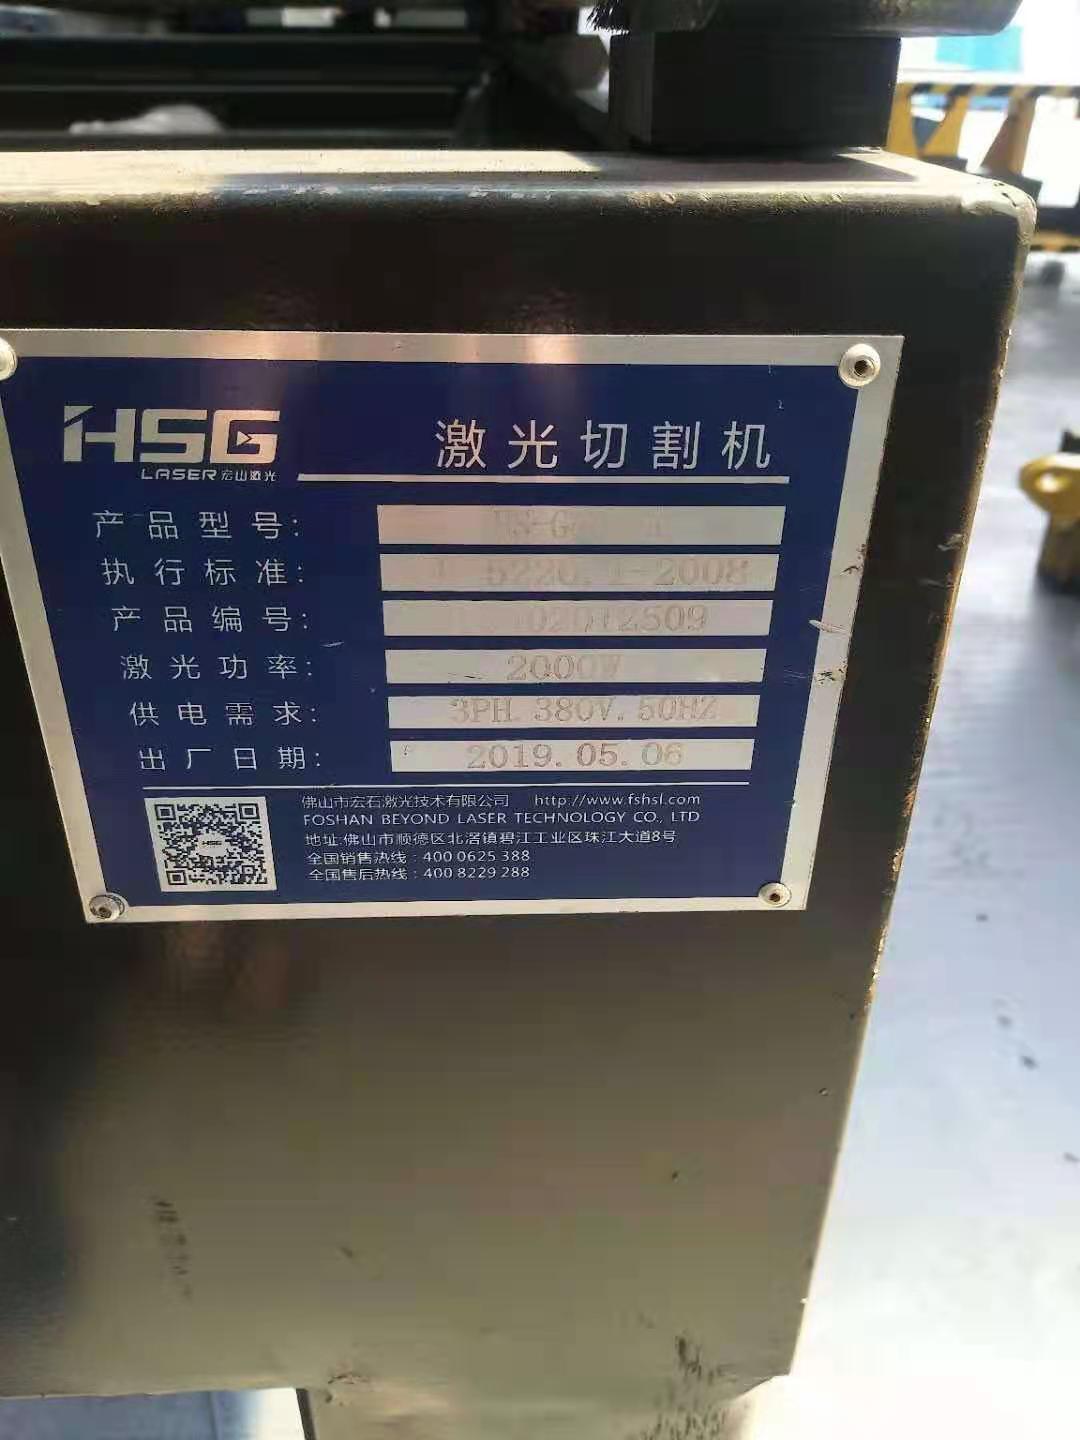 HSG
LASER 宏山激光
激光切割机
产品型号:
执行标准: 5220.1-2008
产品编号: 02012509
激光功率: 2000W
供电需求: 3PH.380V.50HZ
出厂日期: 2019.05.06
佛山市宏石激光技术有限公司 http://www.fshsl.com
FOSHAN BEYOND LASER TECHNOLOGY CO., LTD
地址:佛山市顺德区北滘镇碧江工业区珠江大道8号
全国销售热线: 400 0625 388
全国售后热线: 400 8229 288